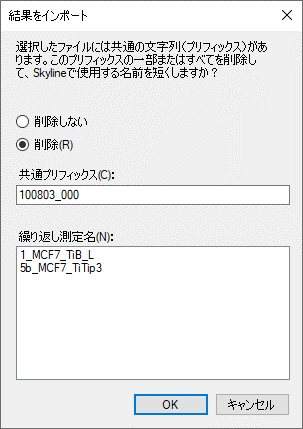 結果をインポート
選択したファイルには共通の文字列(プリフィックス)があ
ります。このプリフィックスの一部またはすべてを削除し
て、Skylineで使用する名前を短くしますか？
削除しない
削除(R)
共通プリフィックス(C):
100803_000
繰り返し測定名(N):
1_MCF7_TiB_L
5b_MCF7_TiTip3
OK
キャンセル